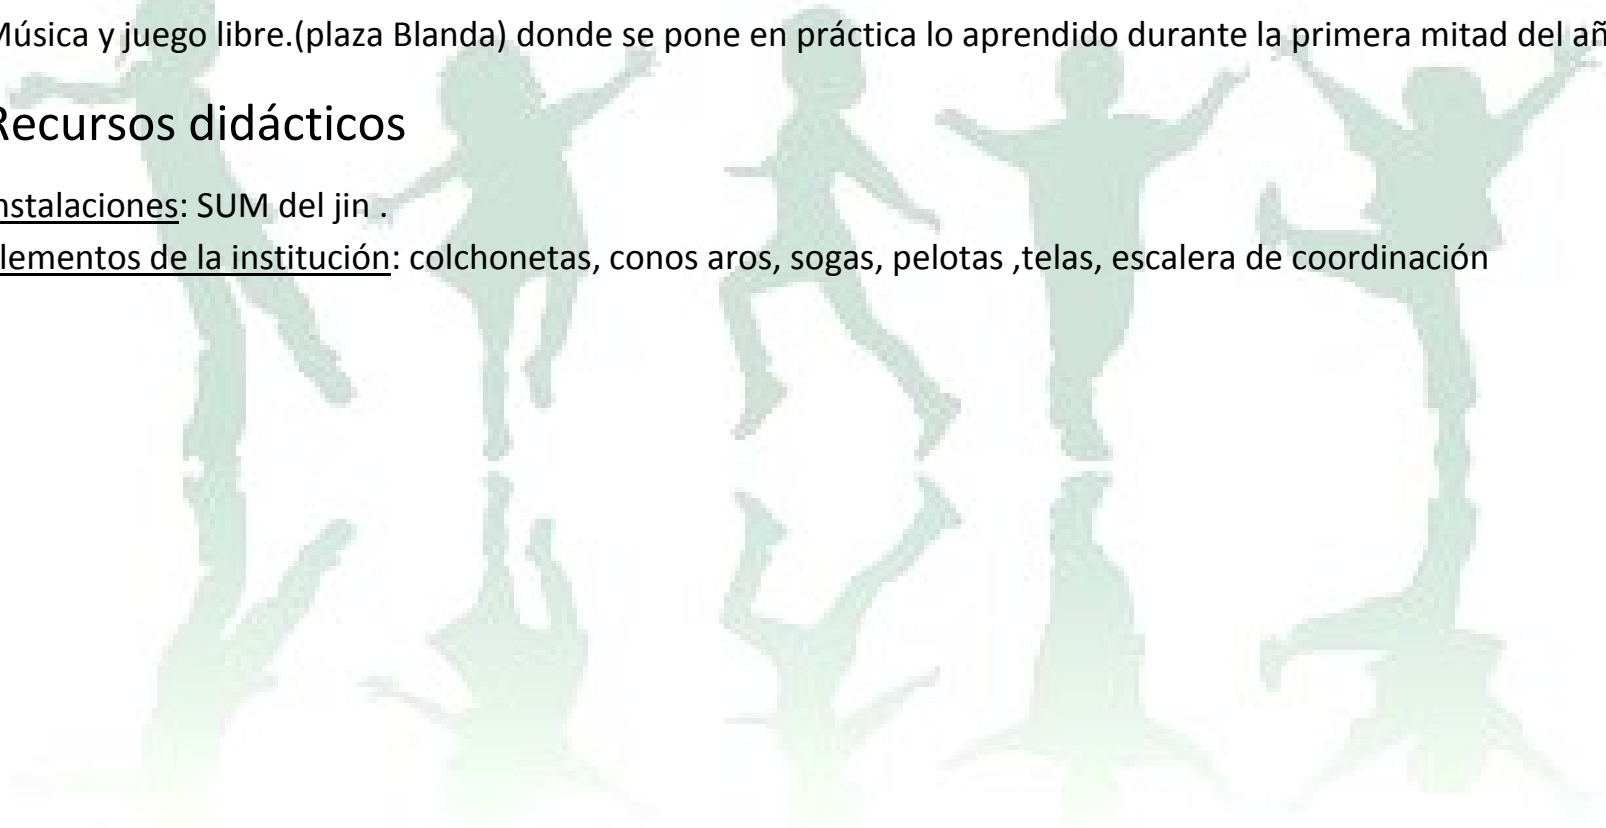 Música y juego libre.(plaza Blanda) donde se pone en práctica lo aprendido durante la primera mitad del añ
Recursos didácticos
nstalaciones: SUM del jin .
lementos de la institución: colchonetas, conos aros, sogas, pelotas ,telas, escalera de coordinación